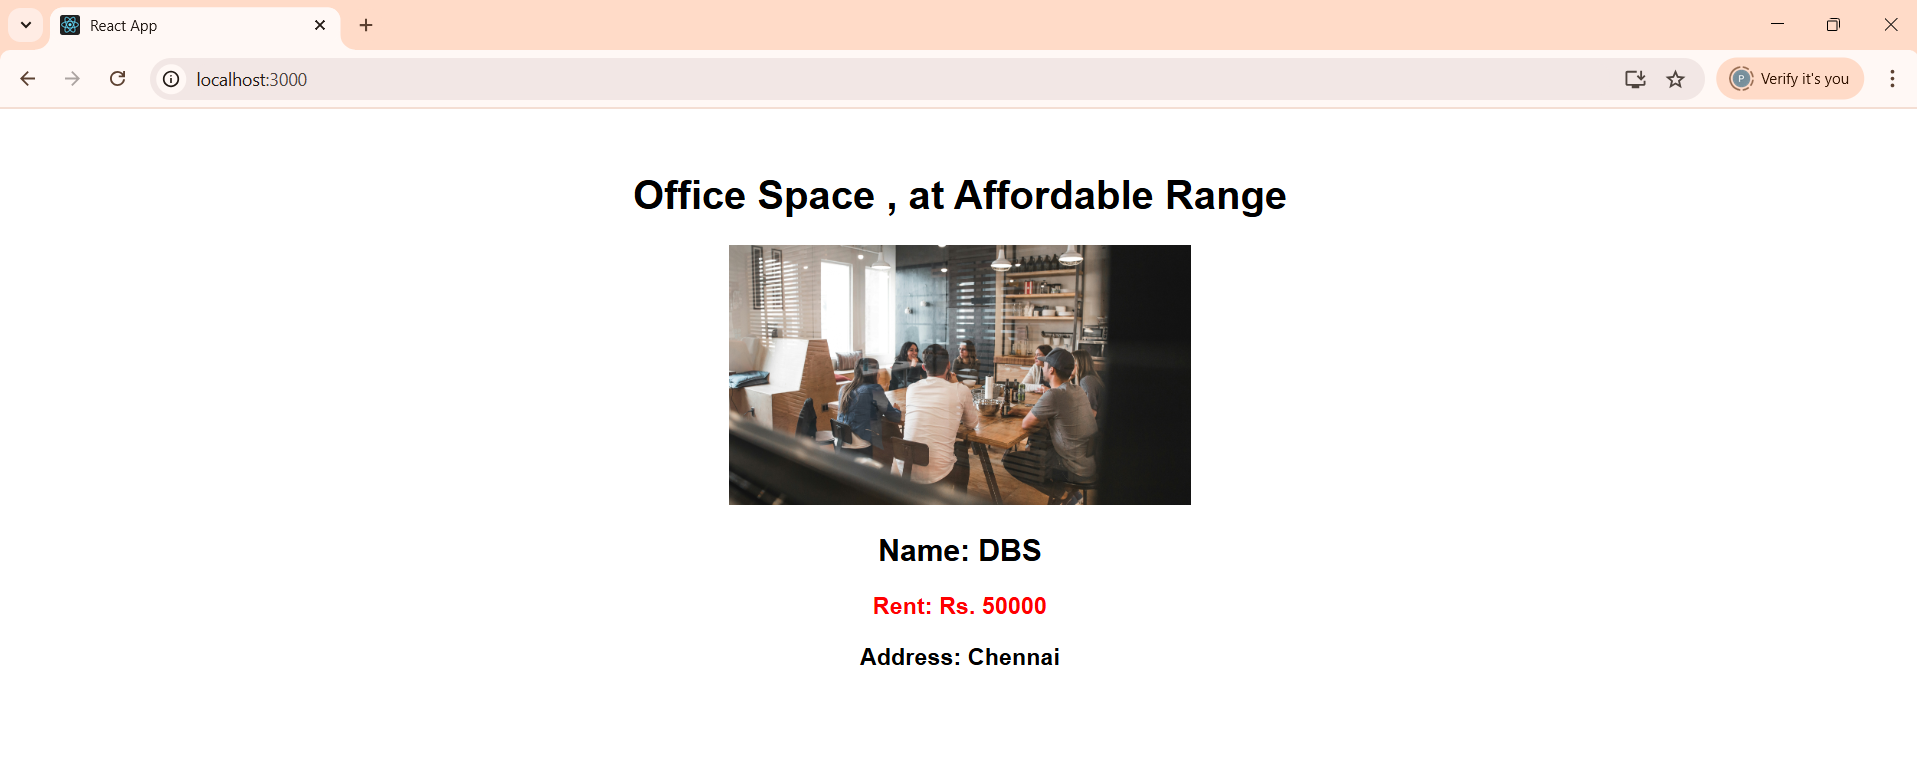 React App
localhost:3000
P
Verify it's you
Office Space , at Affordable Range
Name: DBS
Rent: Rs. 50000
Address: Chennai